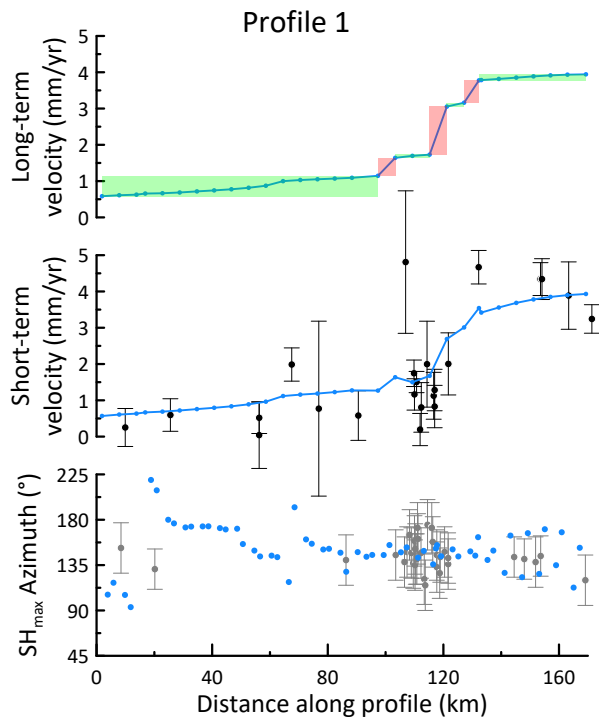 Profile 1
Long-term
velocity (mm/yr)
5
4
3
2
1
0
Short-term
velocity (mm/yr)
5
4
3
2
1
0
SHmax Azimuth (°)
225
180
135
90
45
0 40 80 120 160
Distance along profile (km)